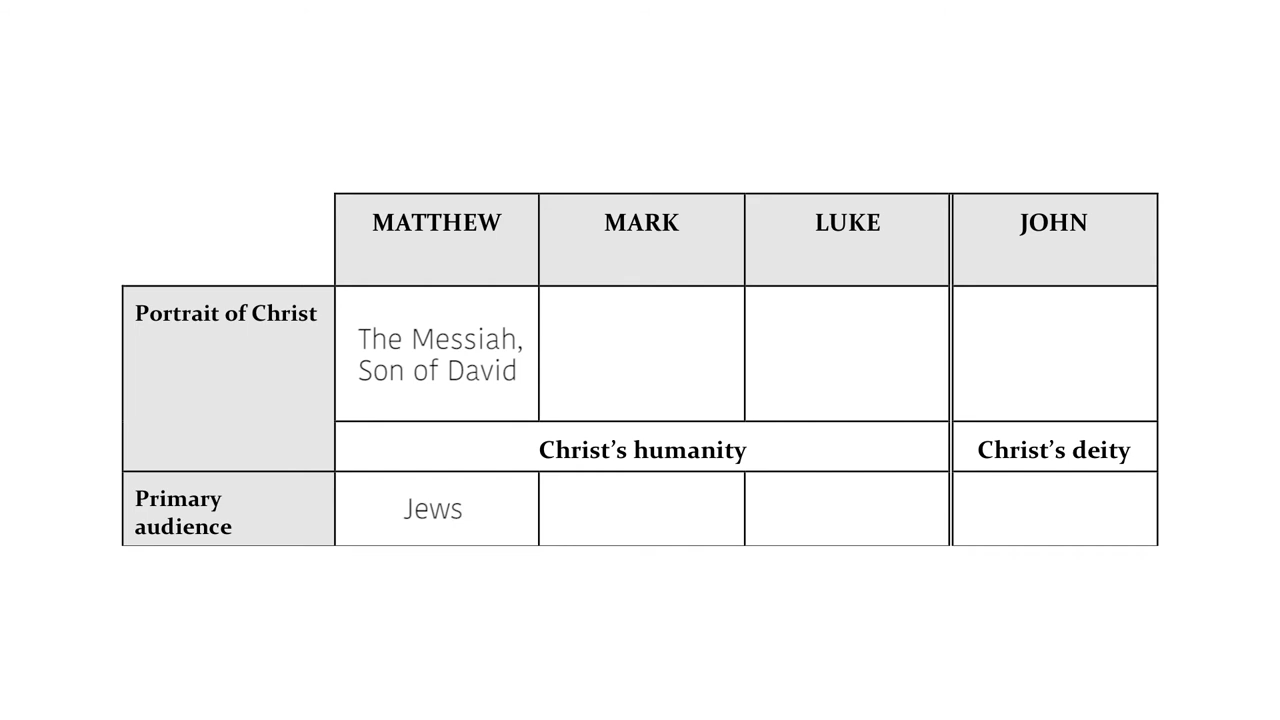 MATTHEW MARK LUKE JOHN
Portrait of Christ
The Messiah,
Son of David
Christ’s humanity Christ’s deity
Primary
audience
Jews